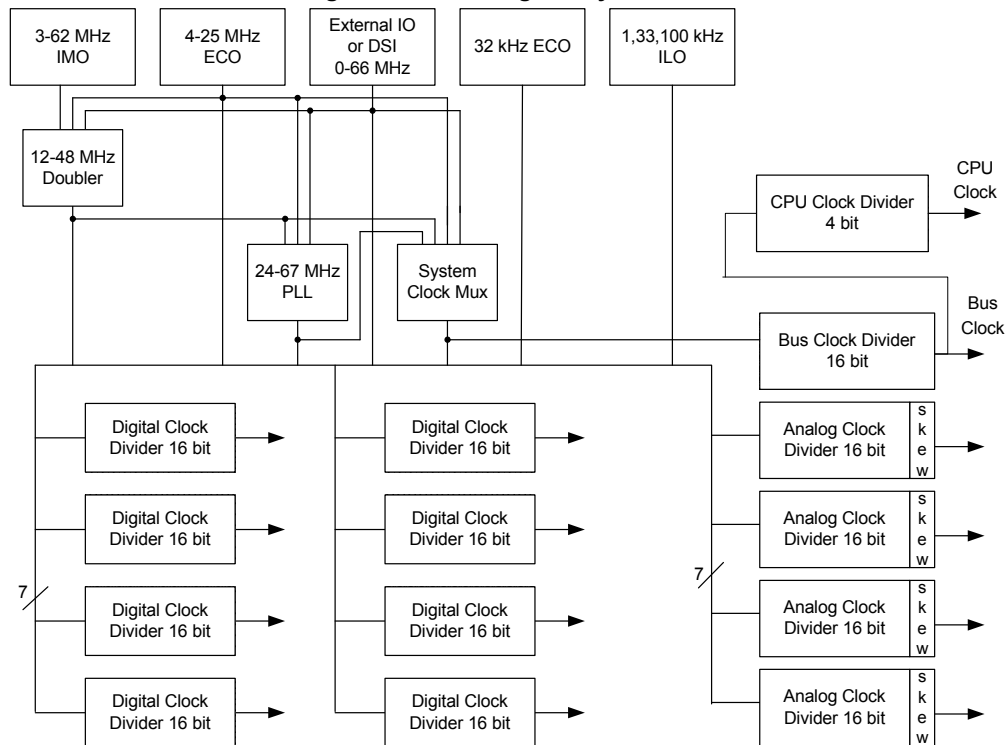 3-62 MHz
IMO
4-25 MHz
ECO
External IO
or DSI
0-66 MHz
32 kHz ECO
1,33,100 kHz
ILO
12-48 MHz
Doubler
CPU Clock Divider
4 bit
CPU
Clock
24-67 MHz
PLL
System
Clock Mux
Bus Clock Divider
16 bit
Bus
Clock
Digital Clock
Divider 16 bit
Digital Clock
Divider 16 bit
Analog Clock
Divider 16 bit
s
k
e
w
Digital Clock
Divider 16 bit
Digital Clock
Divider 16 bit
Analog Clock
Divider 16 bit
s
k
e
w
7
7
Digital Clock
Divider 16 bit
Digital Clock
Divider 16 bit
Analog Clock
Divider 16 bit
s
k
e
w
Digital Clock
Divider 16 bit
Digital Clock
Divider 16 bit
Analog Clock
Divider 16 bit
s
k
e
w